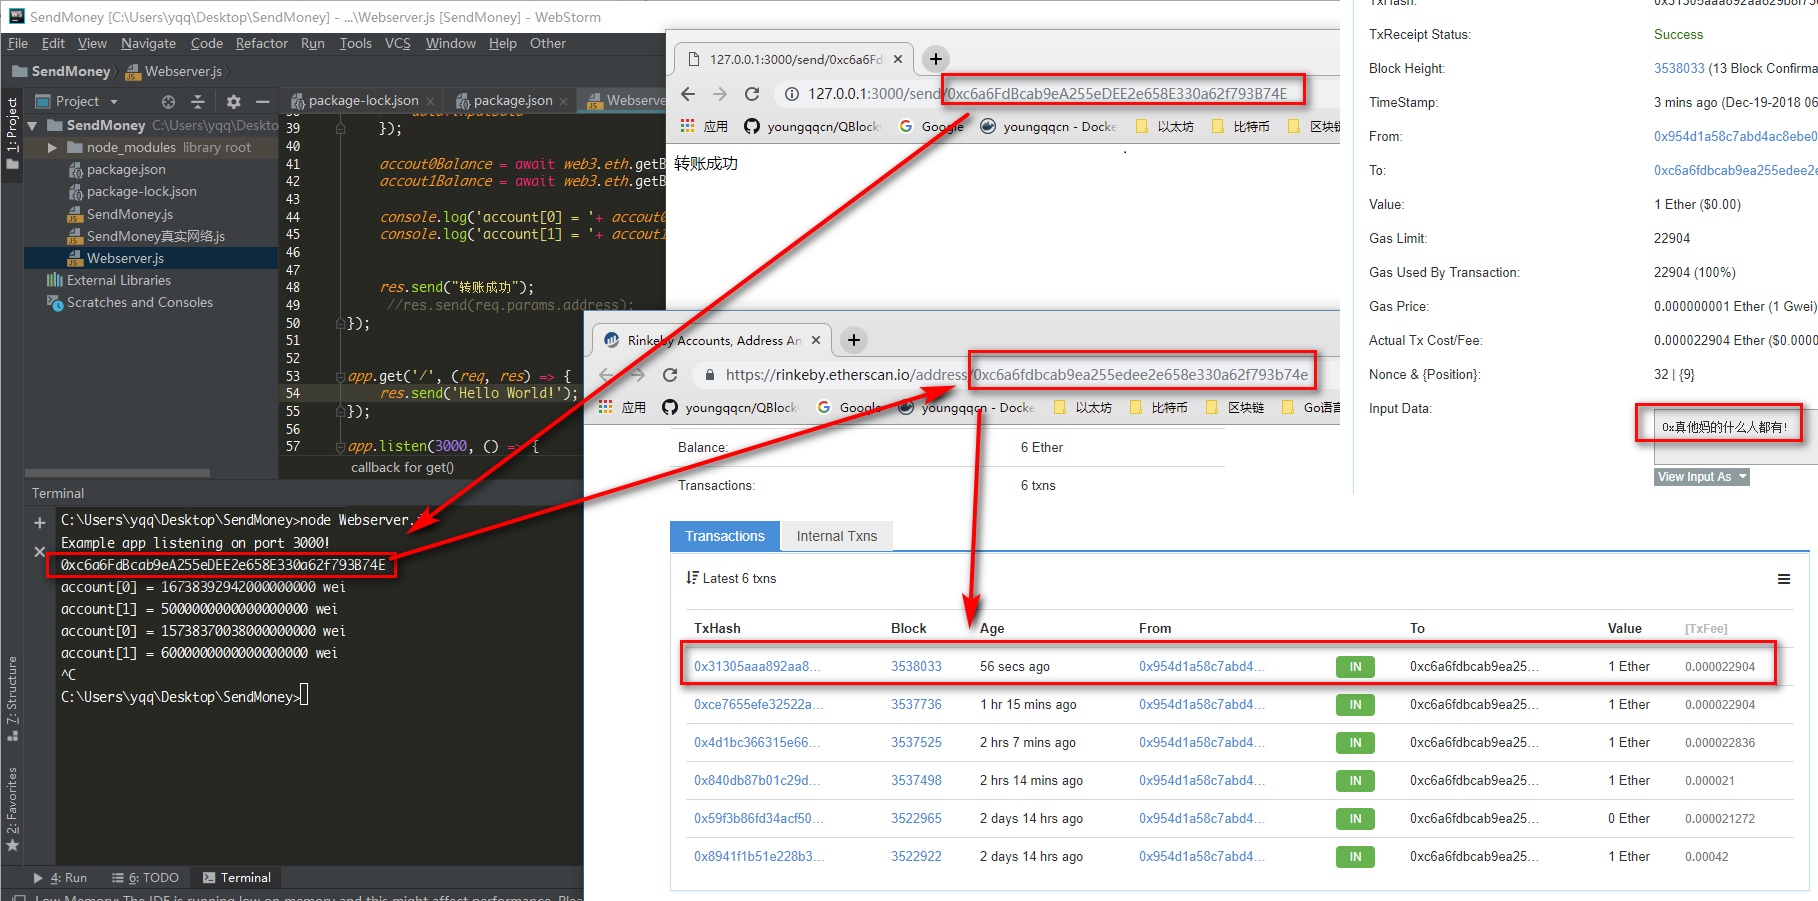 SendMoney [C:\Users\yqq\Desktop\SendMoney] - ...\Webserver.js [SendMoney] - WebStorm
File Edit View Navigate Code Refactor Run Tools VCS Window Help Other
SendMoney Webserver.js
1: Project
Project
SendMoney C:\Users\yqq\Deskto
node_modules library root
package.json
package-lock.json
SendMoney.js
SendMoney真实网络.js
Webserver.js
External Libraries
Scratches and Consoles
package-lock.json package.json Webserve
39 });
40
41 accout0Balance = await web3.eth.getB
42 accout1Balance = await web3.eth.getB
43
44 console.log('account[0] = '+ accout0
45 console.log('account[1] = '+ accout1
46
47
48 res.send("转账成功");
49 //res.send(req.params.address);
50 });
51
52
53 app.get('/', (req, res) => {
54 res.send('Hello World!');
55 });
56
57 app.listen(3000, () => {
callback for get()
Terminal
C:\Users\yqq\Desktop\SendMoney>node Webserver.
Example app listening on port 3000!
0xc6a6FdBcab9eA255eDEE2e658E330a62f793B74E
account[0] = 16738392942000000000 wei
account[1] = 5000000000000000000 wei
account[0] = 15738370038000000000 wei
account[1] = 6000000000000000000 wei
^C
C:\Users\yqq\Desktop\SendMoney>
7: Structure
2: Favorites
4: Run 6: TODO Terminal
Low Memory: The IDE is running low on memory and this might affect performance. Plea
127.0.0.1:3000/send/0xc6a6Fd
127.0.0.1:3000/send/0xc6a6FdBcab9eA255eDEE2e658E330a62f793B74E
应用 youngqqcn/QBlock Google youngqqcn - Docke 以太坊 比特币 区块链
转账成功
Rinkeby Accounts, Address An
https://rinkeby.etherscan.io/address/0xc6a6fdbcab9ea255edee2e658e330a62f793b74e
应用 youngqqcn/QBlock Google youngqqcn - Docke 以太坊 比特币 区块链 Go语言
Balance: 6 Ether
Transactions: 6 txns
Transactions Internal Txns
Latest 6 txns
TxHash Block Age From To Value [TxFee]
0x31305aaa892aa8... 3538033 56 secs ago 0x954d1a58c7abd4... IN 0xc6a6fdbcab9ea25... 1 Ether 0.000022904
0xce7655efe32522a... 3537736 1 hr 15 mins ago 0x954d1a58c7abd4... IN 0xc6a6fdbcab9ea25... 1 Ether 0.000022904
0x4d1bc366315e66... 3537525 2 hrs 7 mins ago 0x954d1a58c7abd4... IN 0xc6a6fdbcab9ea25... 1 Ether 0.000022836
0x840db87b01c29d... 3537498 2 hrs 14 mins ago 0x954d1a58c7abd4... IN 0xc6a6fdbcab9ea25... 1 Ether 0.000021
0x59f3b86fd34acf50... 3522965 2 days 14 hrs ago 0x954d1a58c7abd4... IN 0xc6a6fdbcab9ea25... 0 Ether 0.000021272
0x8941f1b51e228b3... 3522922 2 days 14 hrs ago 0x954d1a58c7abd4... IN 0xc6a6fdbcab9ea25... 1 Ether 0.00042
TxReceipt Status: Success
Block Height: 3538033 (13 Block Confirma
TimeStamp: 3 mins ago (Dec-19-2018 06
From: 0x954d1a58c7abd4ac8ebe0
To: 0xc6a6fdbcab9ea255edee2e
Value: 1 Ether ($0.00)
Gas Limit: 22904
Gas Used By Transaction: 22904 (100%)
Gas Price: 0.000000001 Ether (1 Gwei)
Actual Tx Cost/Fee: 0.000022904 Ether ($0.0000
Nonce & {Position}: 32 | {9}
Input Data:
0x真他妈的什么人都有!
View Input As